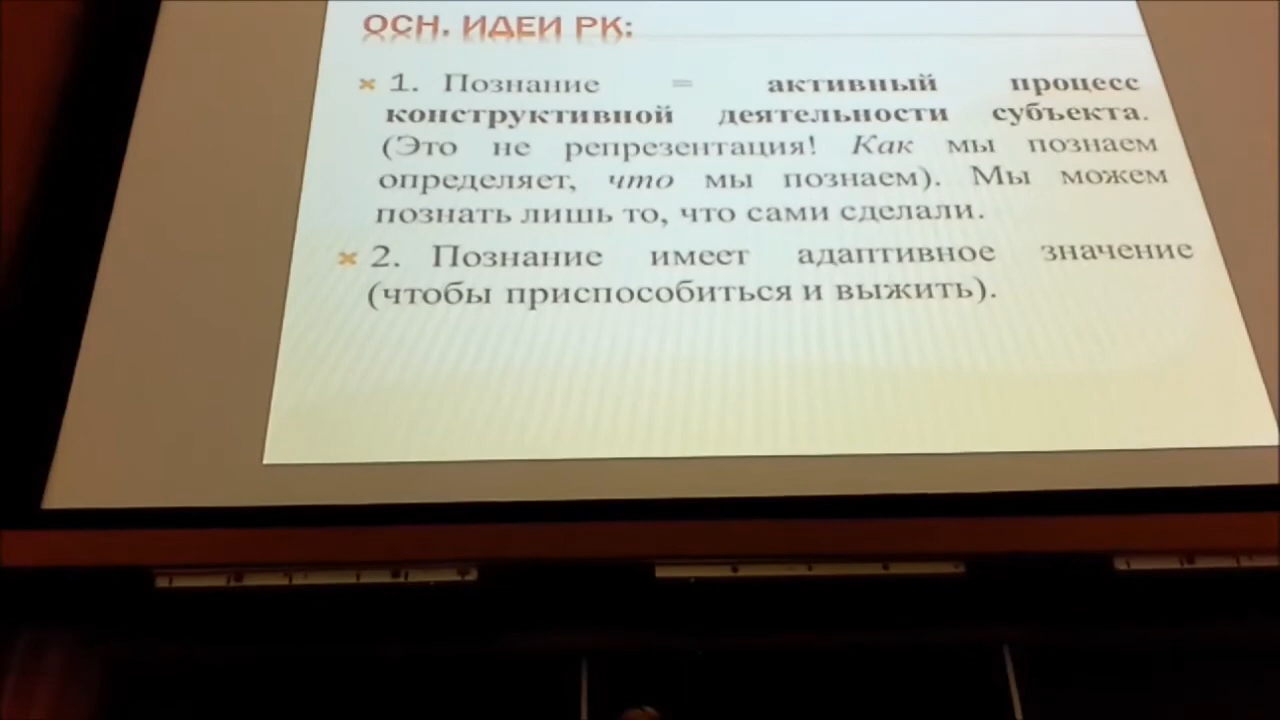 ОСН. ИДЕИ РК:
1. Познание = активный процесс
конструктивной деятельности субъекта.
(Это не репрезентация! Как мы познаем
определяет, что мы познаем). Мы можем
познать лишь то, что сами сделали.
2. Познание имеет адаптивное значение
(чтобы приспособиться и выжить).